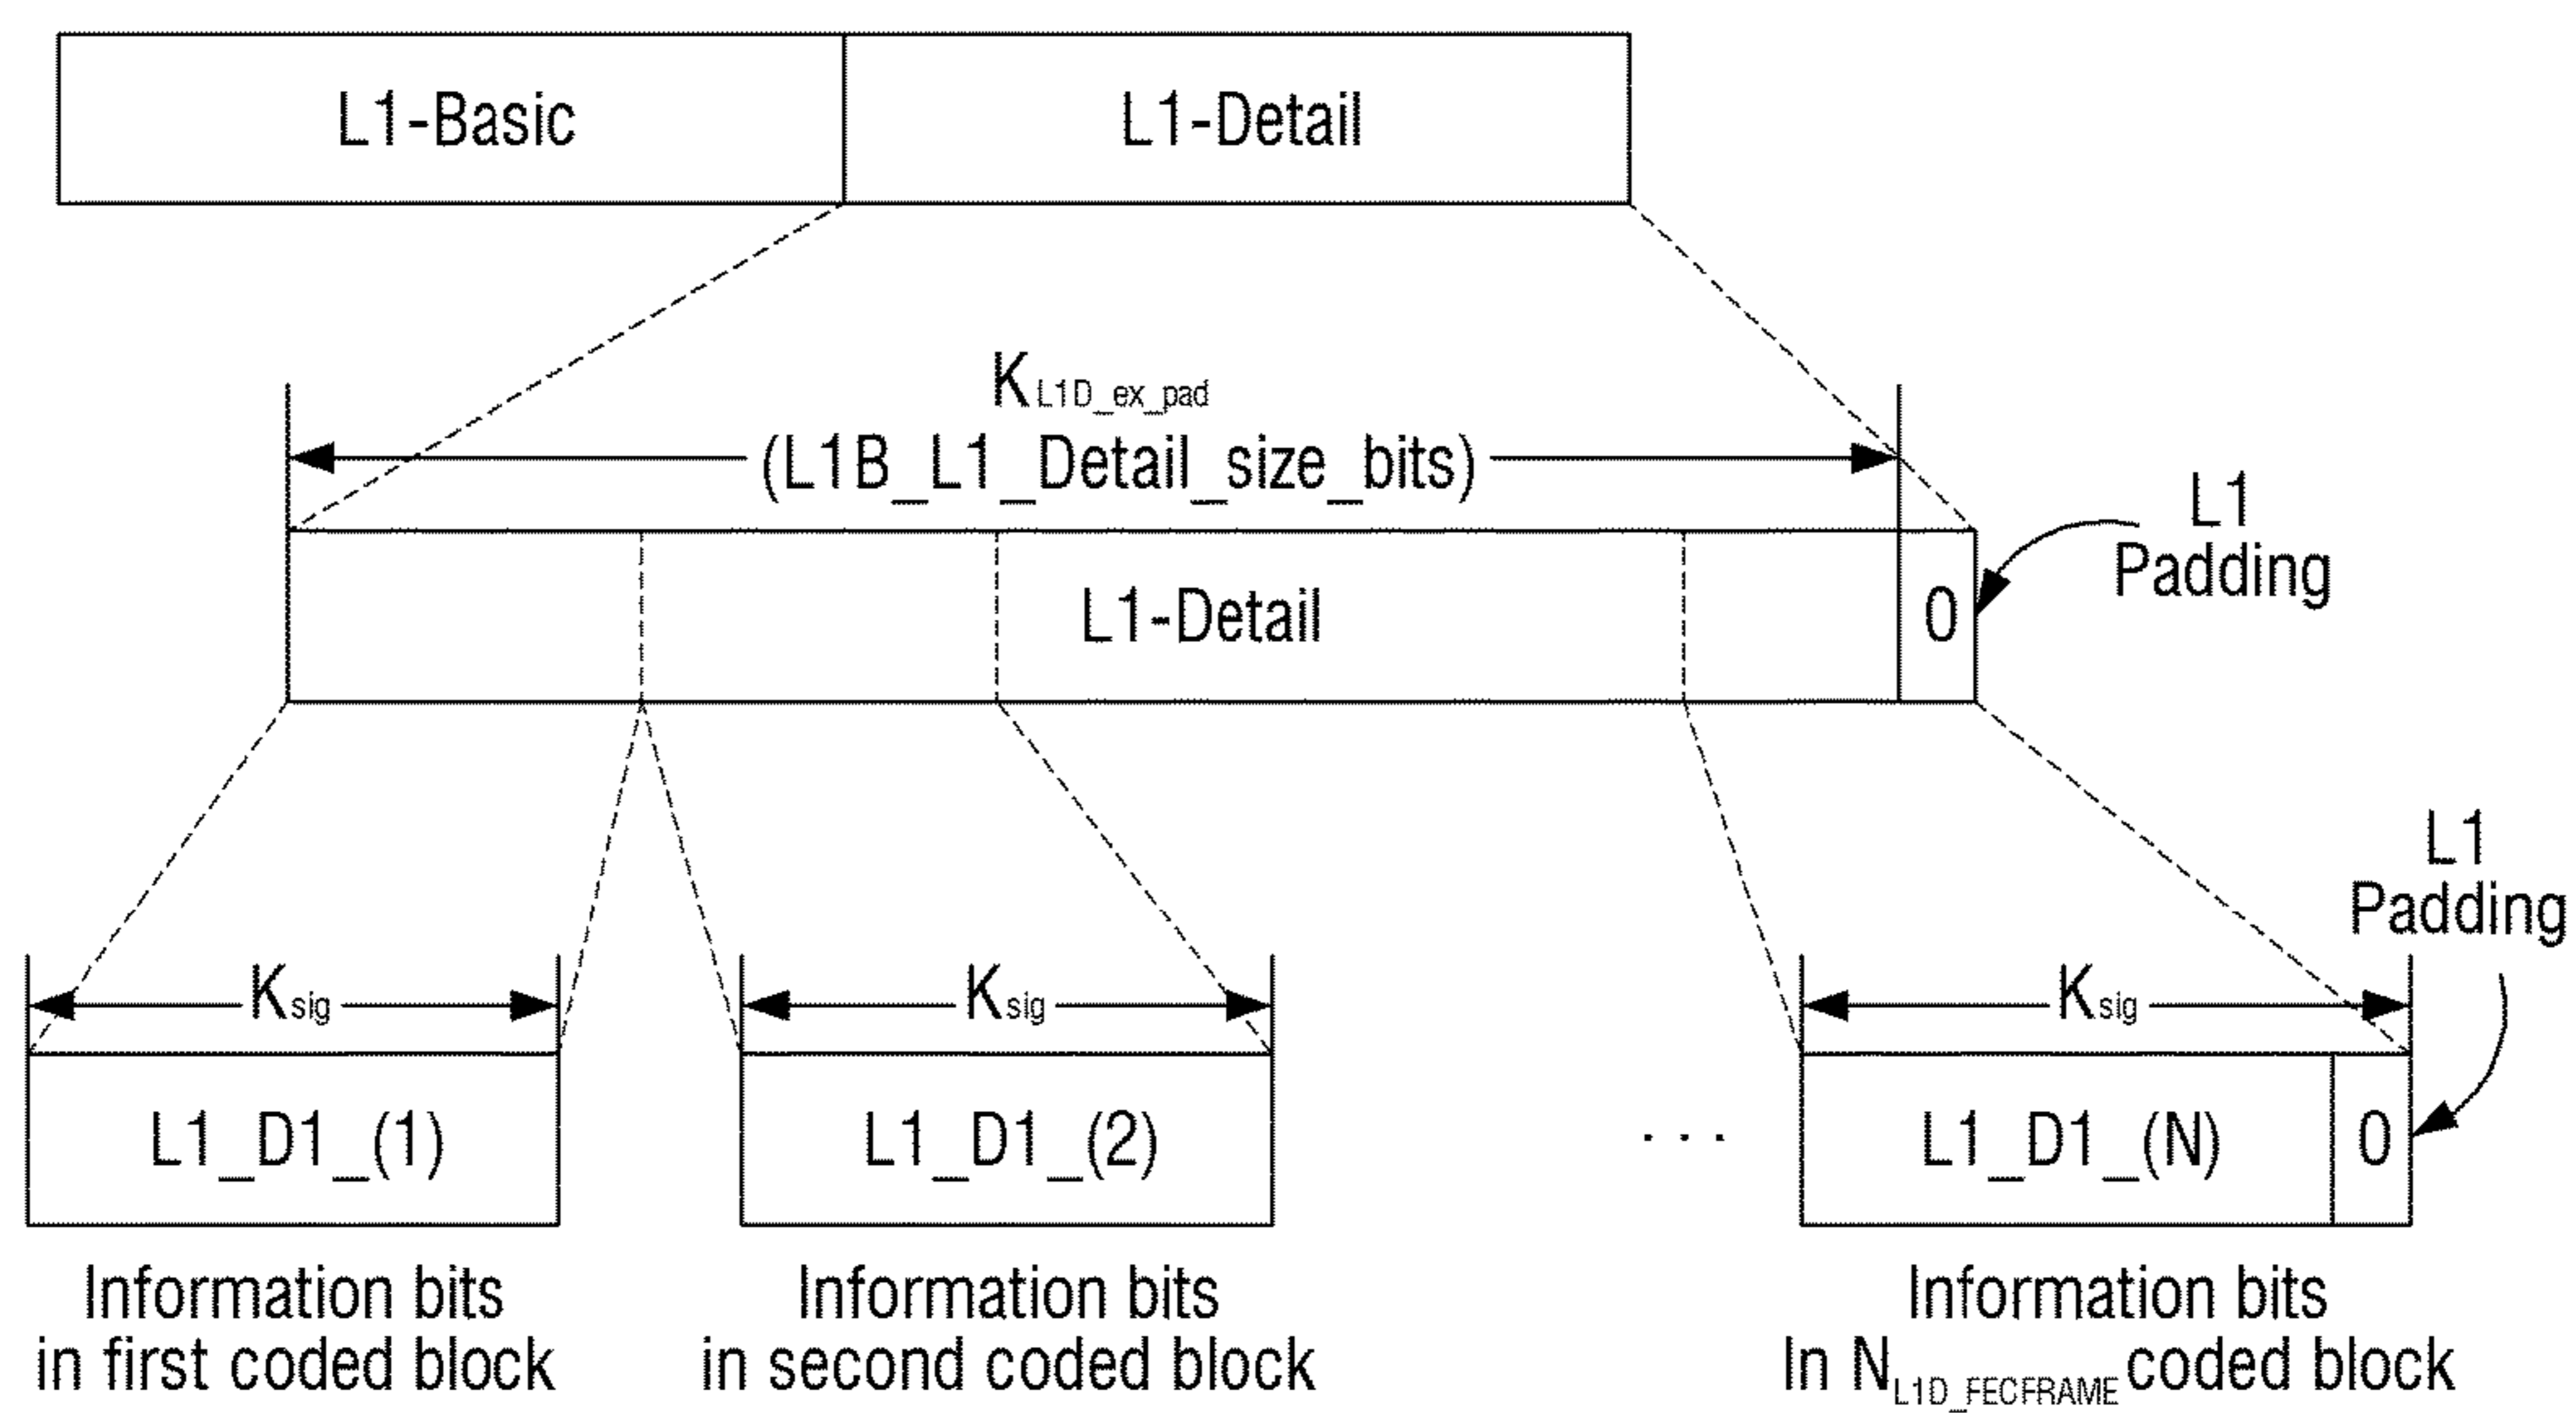 L1-Basic L1-Detail
K L1D_ex_pad
(L1B_L1_Detail_size_bits)
L1
Padding
L1-Detail 0
L1
Padding
Ksig Ksig Ksig
L1_D1_(1) L1_D1_(2) . . . L1_D1_(N) 0
Information bits Information bits Information bits
in first coded block in second coded block In NL1D_FECFRAME coded block